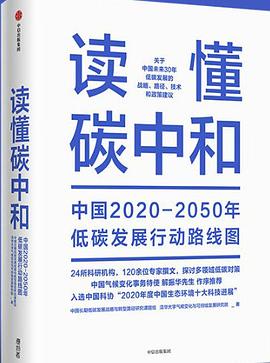 中信出版集团
读懂
碳中和
关于
中国未来30年
低碳发展的
战略、路径、技术
和政策建议
中国2020-2050年
低碳发展行动路线图
24所科研机构，120余位专家撰文，探讨多领域低碳对策
中国气候变化事务特使 解振华先生 作序推荐
入选中国科协“2020年度中国生态环境十大科技进展”
中国长期低碳发展战略与转型路径研究课题组 清华大学气候变化与可持续发展研究院 著
中信出版集团
读懂碳中和
中国2020-2050年
低碳发展行动路线图